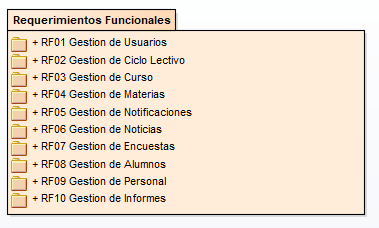 Requerimientos Funcionales
+ RF01 Gestion de Usuarios
+ RF02 Gestion de Ciclo Lectivo
+ RF03 Gestion de Curso
+ RF04 Gestion de Materias
+ RF05 Gestion de Notificaciones
+ RF06 Gestion de Noticias
+ RF07 Gestion de Encuestas
+ RF08 Gestion de Alumnos
+ RF09 Gestion de Personal
+ RF10 Gestion de Informes